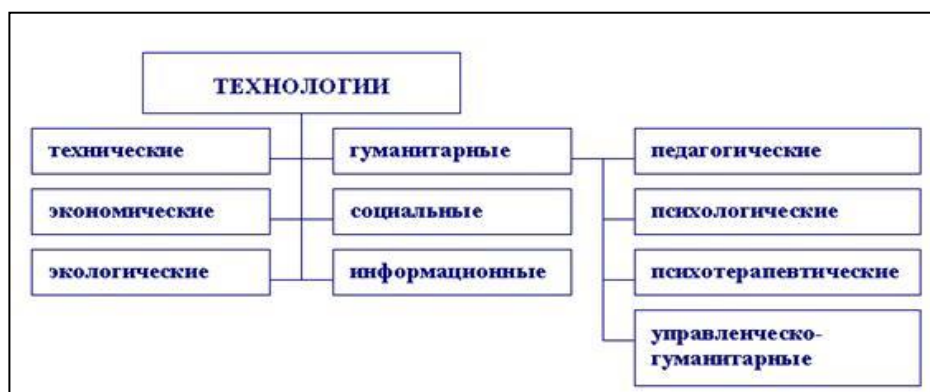 ТЕХНОЛОГИИ
технические
гуманитарные
педагогические
экономические
социальные
психологические
экологические
информационные
психотерапевтические
управленческо-
гуманитарные